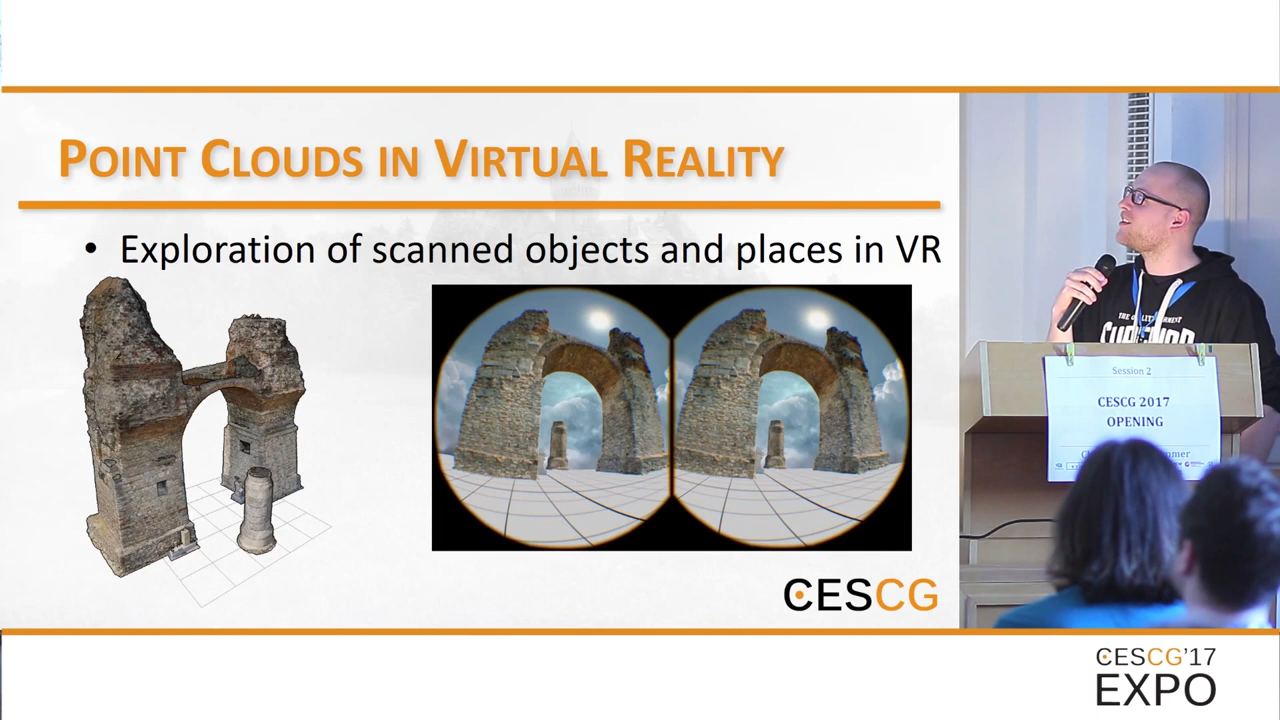 POINT CLOUDS IN VIRTUAL REALITY
• Exploration of scanned objects and places in VR
CESCG
THE
Session 2
CESCG 2017
OPENING
CESCG'17
EXPO